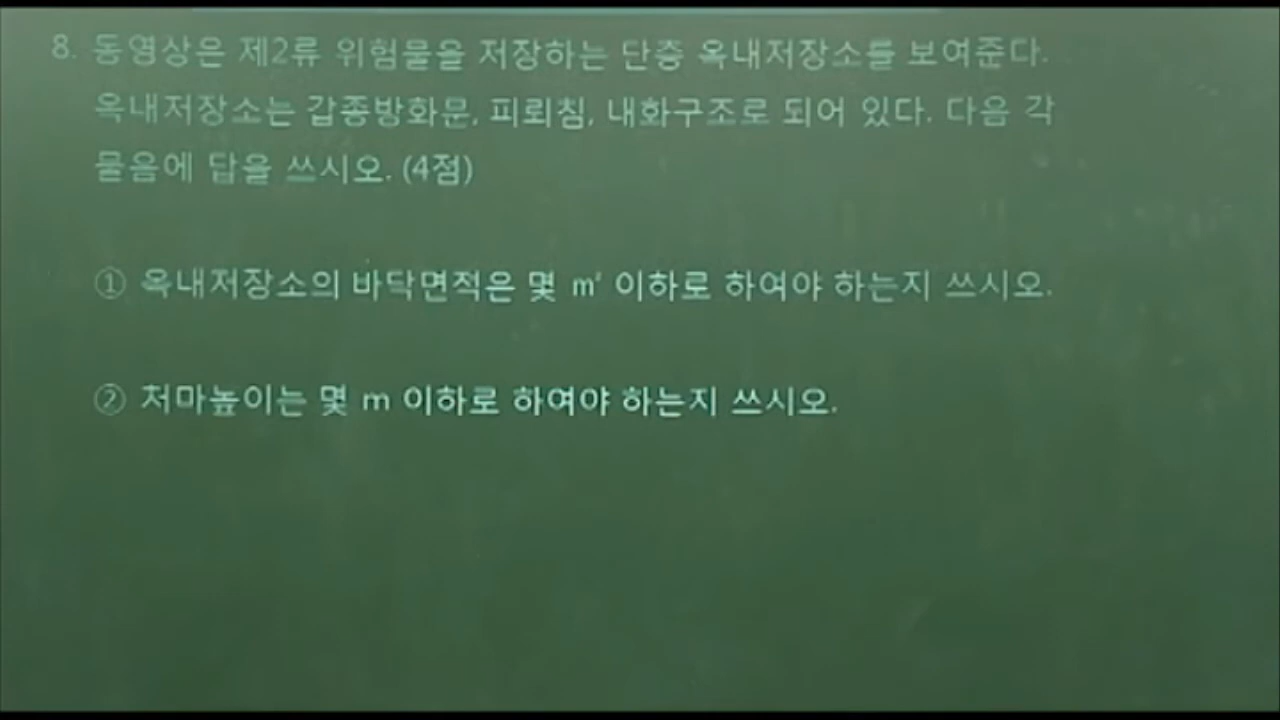 8. 동영상은 제2류 위험물을 저장하는 단층 옥내저장소를 보여준다.
옥내저장소는 갑종방화문, 피뢰침, 내화구조로 되어 있다. 다음 각
물음에 답을 쓰시오. (4점)
① 옥내저장소의 바닥면적은 몇 ㎡ 이하로 하여야 하는지 쓰시오.
② 처마높이는 몇 m 이하로 하여야 하는지 쓰시오.